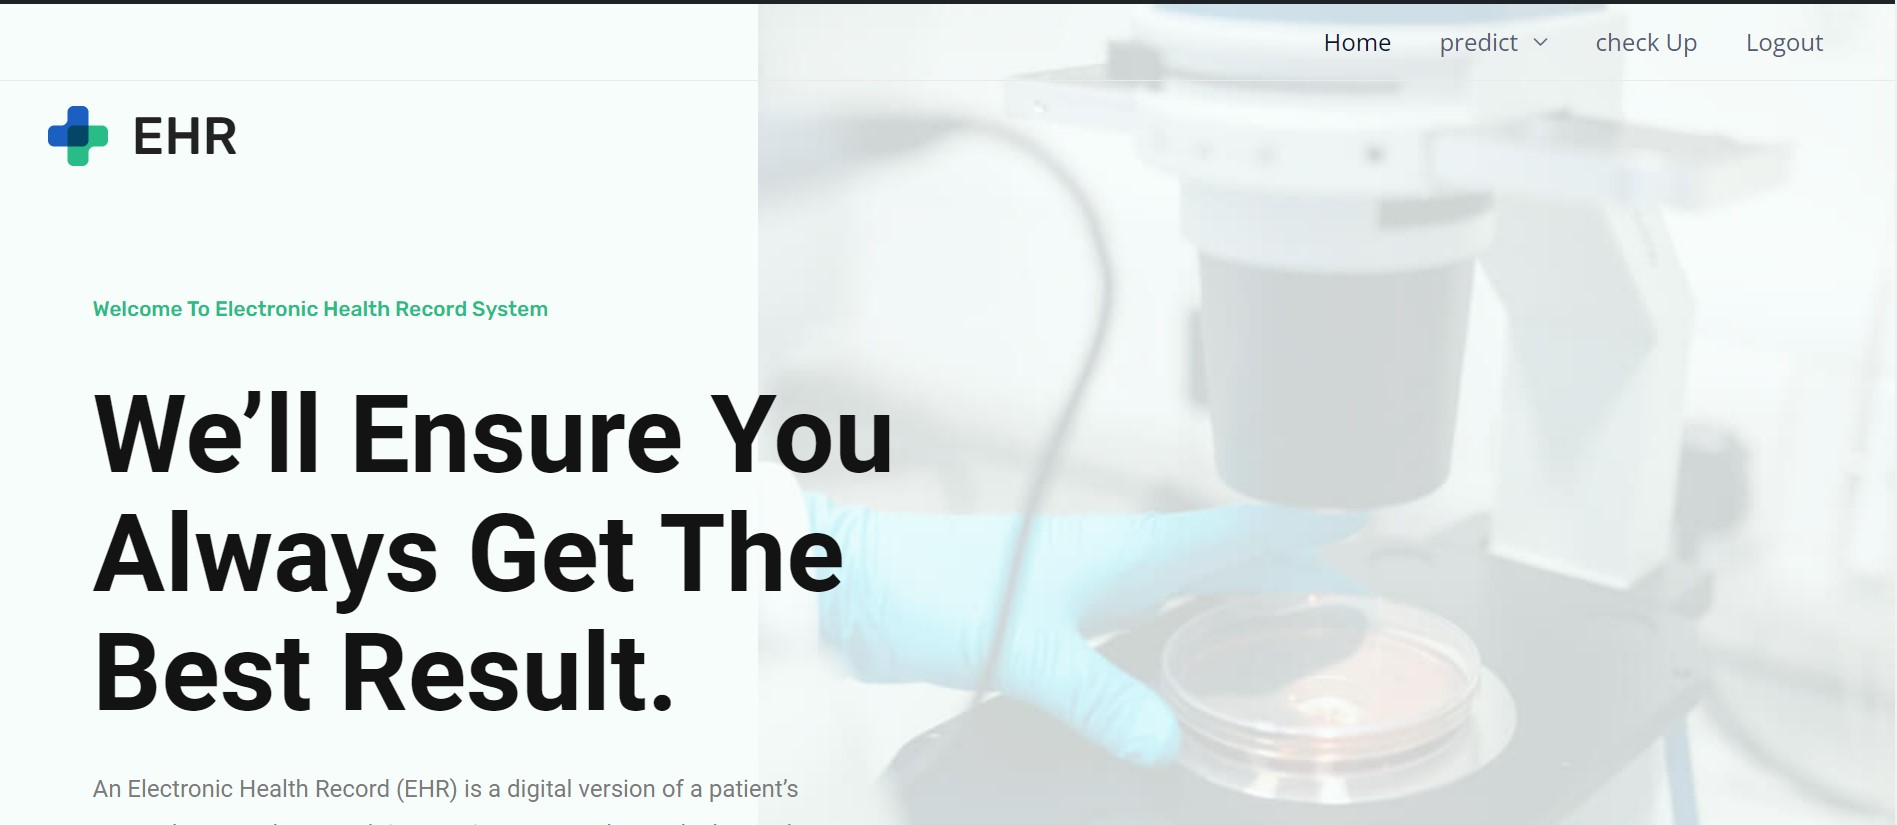 Home predict check Up Logout
EHR
Welcome To Electronic Health Record System
We’ll Ensure You
Always Get The
Best Result.
An Electronic Health Record (EHR) is a digital version of a patient’s